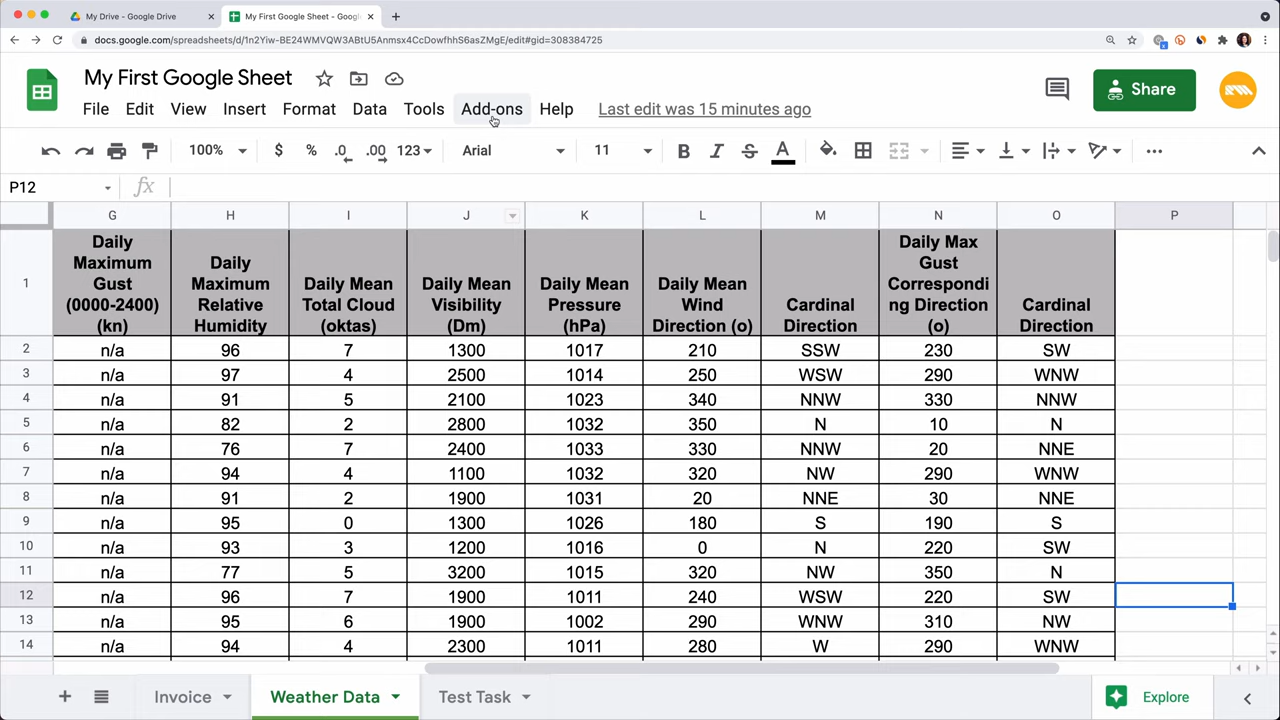 My Drive - Google Drive
My First Google Sheet - Goog
docs.google.com/spreadsheets/d/1n2Yiw-BE24WMVQW3ABtU5Anmsx4CcDowfhhS6asZMgE/edit#gid=308384725
My First Google Sheet
File Edit View Insert Format Data Tools Add-ons Help Last edit was 15 minutes ago
Share
100% $ % .0 .00 123 Arial 11 B I S A
P12 fx
G H I J K L M N O P
1
Daily
Maximum
Gust
(0000-2400)
(kn)
Daily
Maximum
Relative
Humidity
Daily Mean
Total Cloud
(oktas)
Daily Mean
Visibility
(Dm)
Daily Mean
Pressure
(hPa)
Daily Mean
Wind
Direction (o)
Cardinal
Direction
Daily Max
Gust
Correspondi
ng Direction
(o)
Cardinal
Direction
2 n/a 96 7 1300 1017 210 SSW 230 SW
3 n/a 97 4 2500 1014 250 WSW 290 WNW
4 n/a 91 5 2100 1023 340 NNW 330 NNW
5 n/a 82 2 2800 1032 350 N 10 N
6 n/a 76 7 2400 1033 330 NNW 20 NNE
7 n/a 94 4 1100 1032 320 NW 290 WNW
8 n/a 91 2 1900 1031 20 NNE 30 NNE
9 n/a 95 0 1300 1026 180 S 190 S
10 n/a 93 3 1200 1016 0 N 220 SW
11 n/a 77 5 3200 1015 320 NW 350 N
12 n/a 96 7 1900 1011 240 WSW 220 SW
13 n/a 95 6 1900 1002 290 WNW 310 NW
14 n/a 94 4 2300 1011 280 W 290 WNW
Invoice Weather Data Test Task Explore